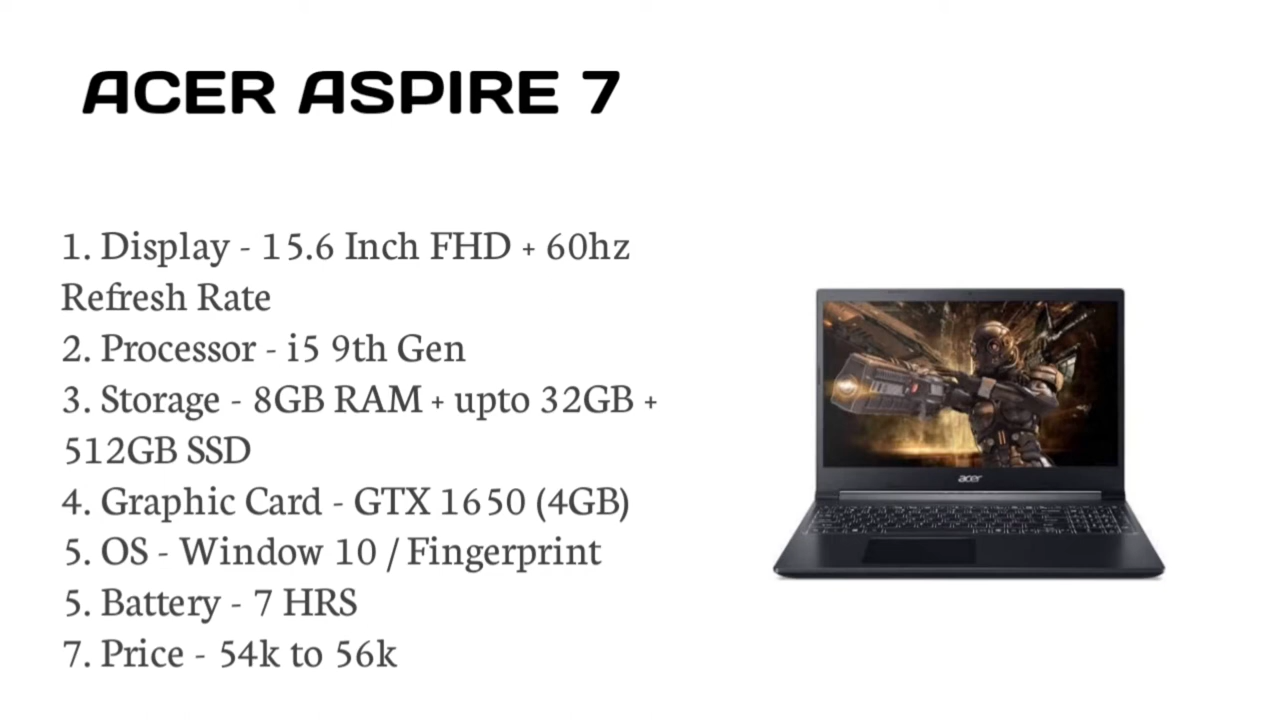 ACER ASPIRE 7
1. Display - 15.6 Inch FHD + 60hz
Refresh Rate
2. Processor - i5 9th Gen
3. Storage - 8GB RAM + upto 32GB +
512GB SSD
4. Graphic Card - GTX 1650 (4GB)
5. OS - Window 10 / Fingerprint
5. Battery - 7 HRS
7. Price - 54k to 56k
acer